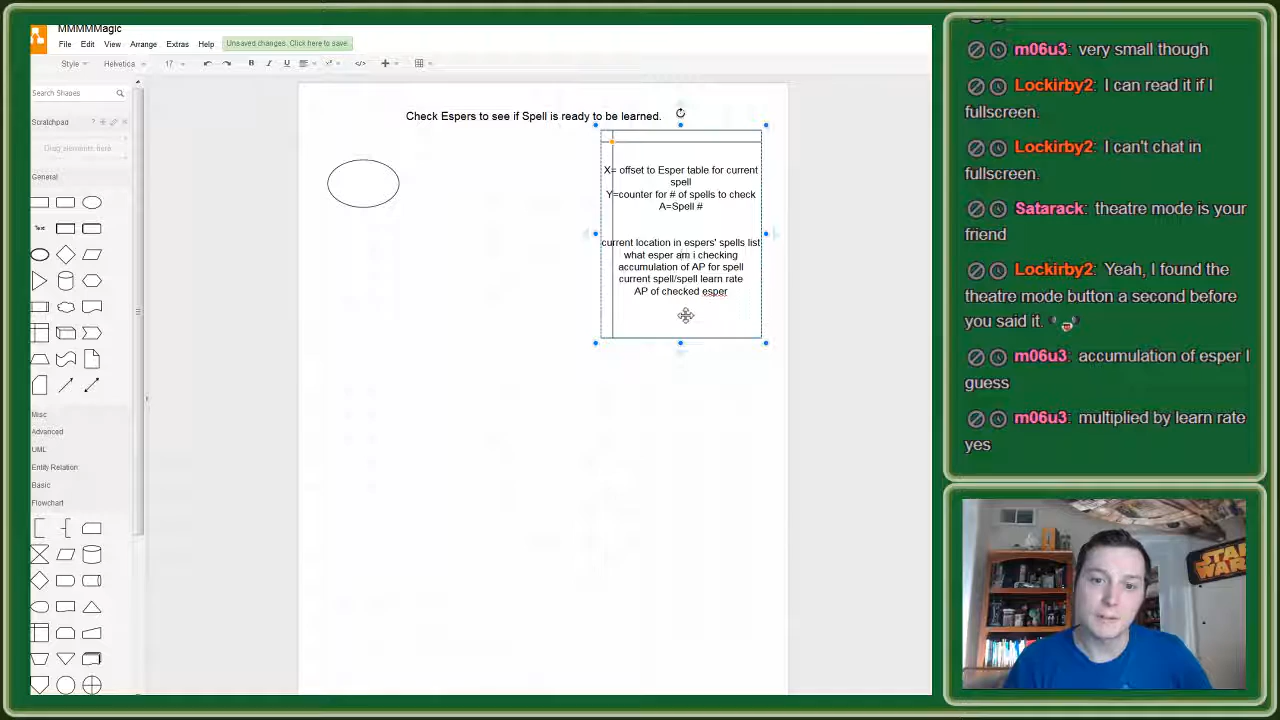 MMMMMagic
File Edit View Arrange Extras Help Unsaved changes. Click here to save.
Style Helvetica 17 B I U
Search Shapes
Scratchpad
Drag elements here
General
Text
Misc
Advanced
UML
Entity Relation
Basic
Flowchart
Check Espers to see if Spell is ready to be learned.
X= offset to Esper table for current
spell
Y=counter for # of spells to check
A=Spell #
current location in espers' spells list
what esper am i checking
accumulation of AP for spell
current spell/spell learn rate
AP of checked esper
m06u3: very small though
Lockirby2: I can read it if I
fullscreen.
Lockirby2: I can't chat in
fullscreen.
Satarack: theatre mode is your
friend
Lockirby2: Yeah, I found the
theatre mode button a second before
you said it.
m06u3: accumulation of esper I
guess
m06u3: multiplied by learn rate
yes
STAR
WARS